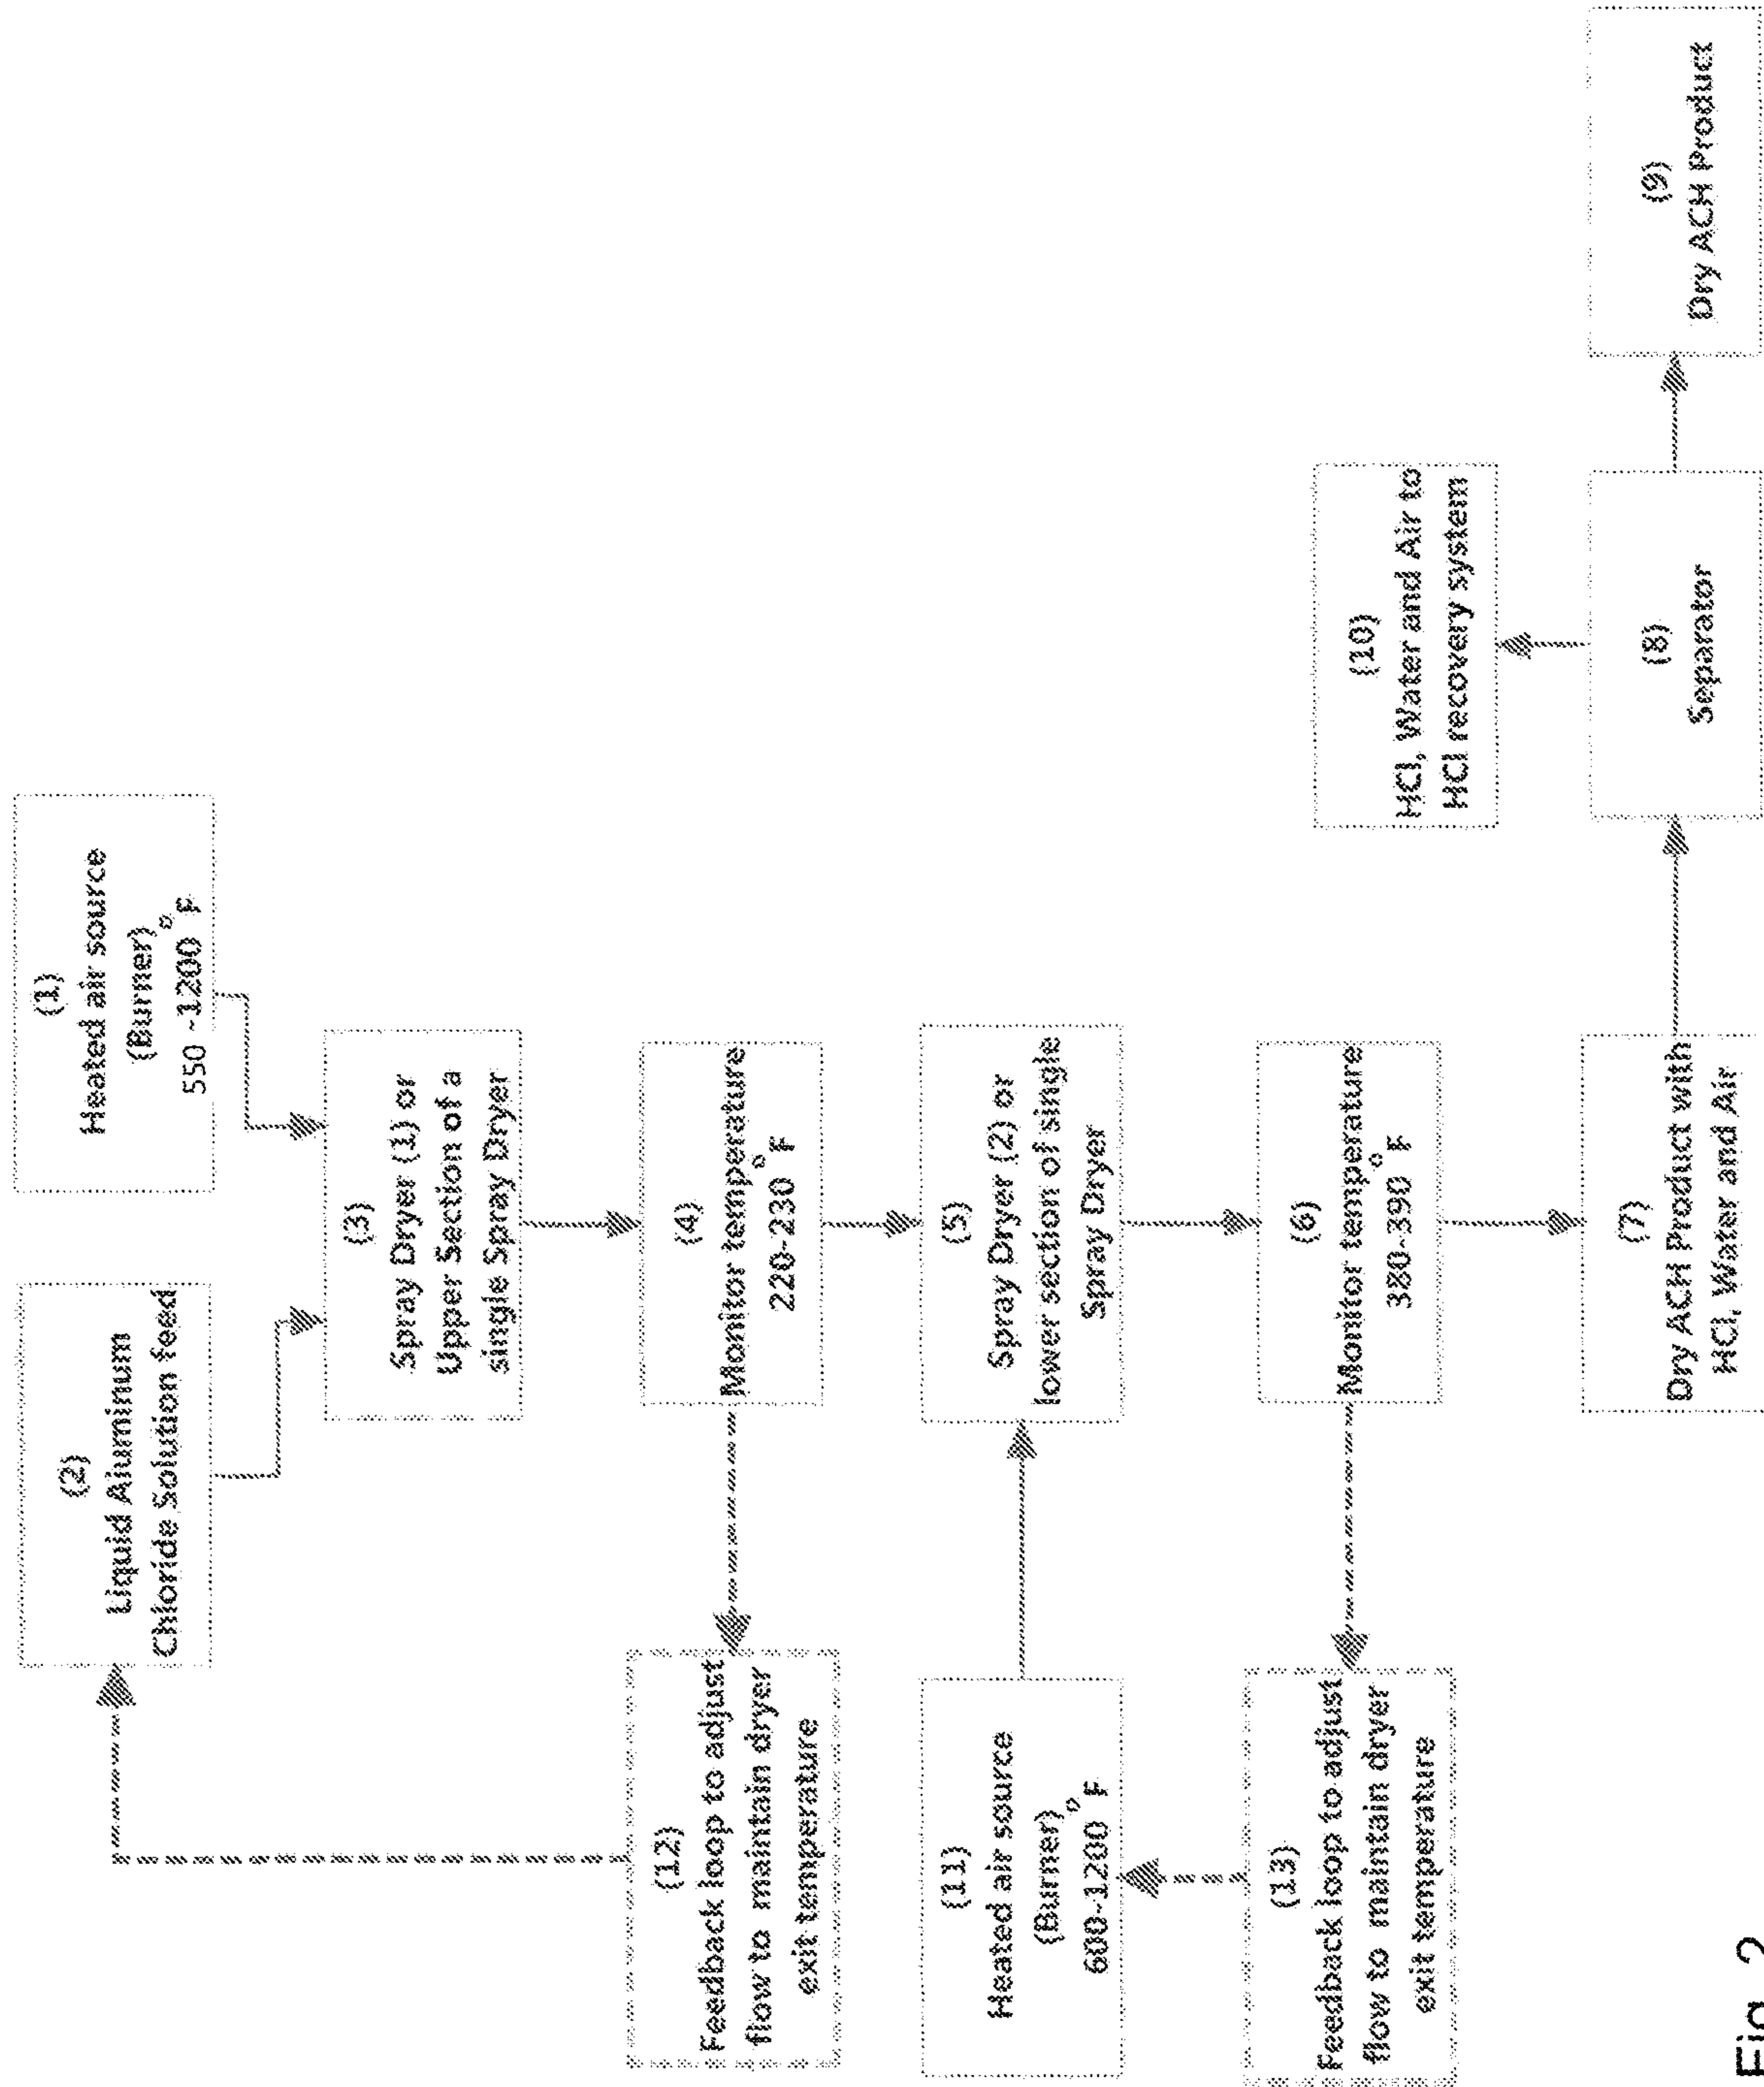 (2)
Liquid Aluminum
Chloride Solution feed
(1)
Heated air source
(Burner)
550 -1200 °F
(3)
Spray Dryer (1) or
Upper Section of a
single Spray Dryer
(12)
Feedback loop to adjust
flow to maintain dryer
exit temperature
(4)
Monitor temperature
220-230 °F
(11)
Heated air source
(Burner)
600-1200 °F
(5)
Spray Dryer (2) or
lower section of single
Spray Dryer
(13)
Feedback loop to adjust
flow to maintain dryer
exit temperature
(6)
Monitor temperature
380-390 °F
(10)
HCl, Water and Air to
HCl recovery system
(7)
Dry ACH Product with
HCl, Water and Air
(8)
Separator
(9)
Dry ACH Product
Fig. 2